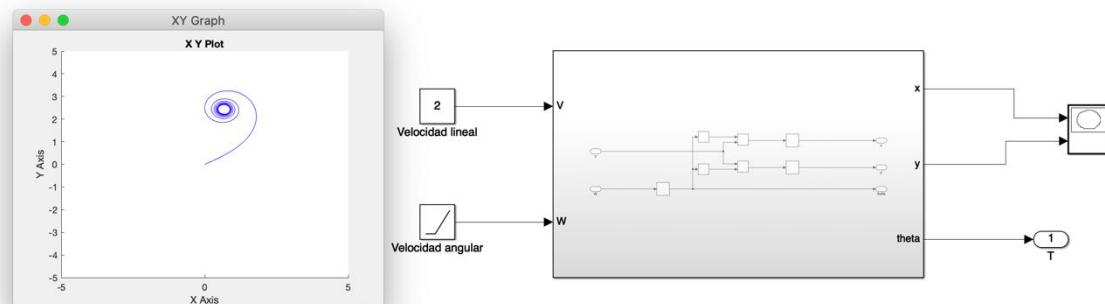 XY Graph
X Y Plot
5
4
3
2
1
0
-1
-2
-3
-4
-5
Y Axis
-5
0
5
X Axis
2
Velocidad lineal
Velocidad angular
V
W
x
y
theta
1
T